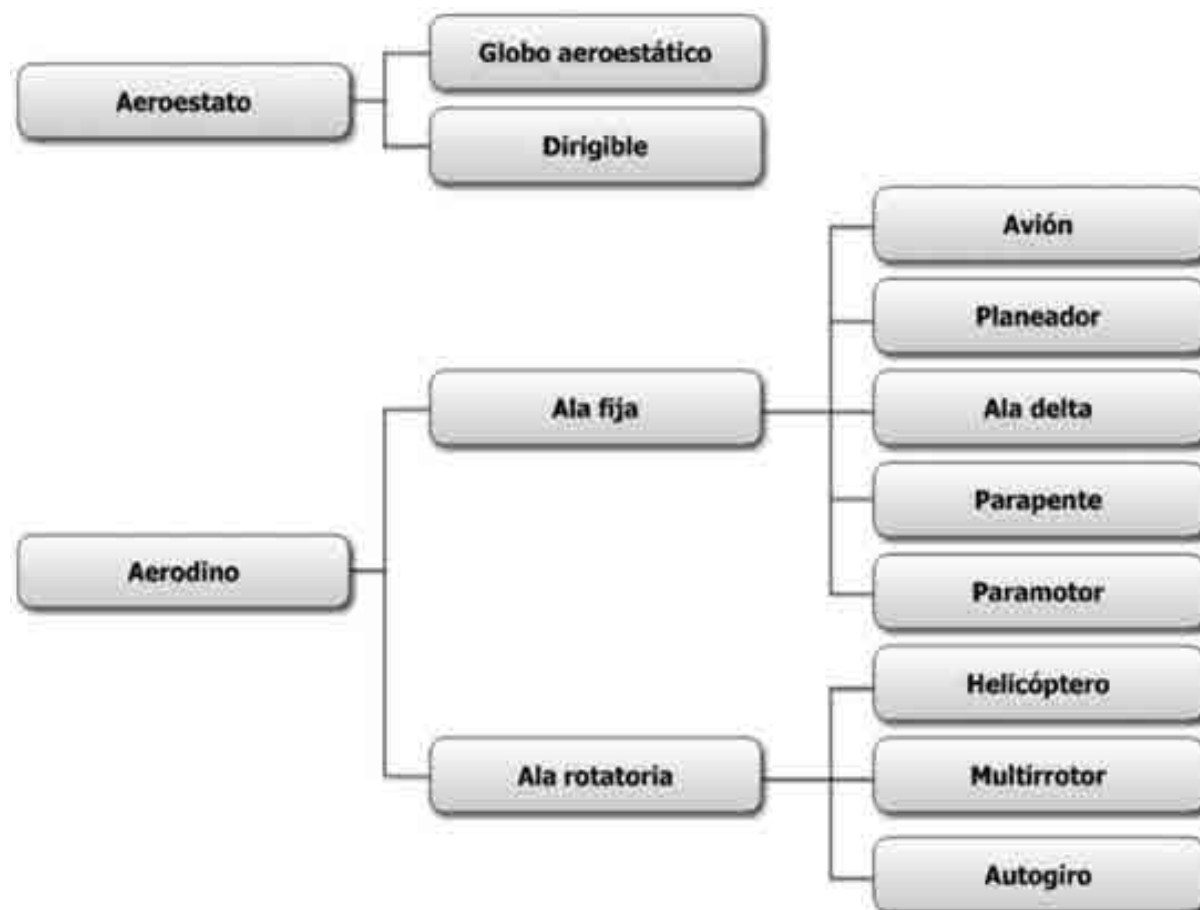 Aeroestato
Globo aeroestático
Dirigible
Aerodino
Ala fija
Avión
Planeador
Ala delta
Parapente
Paramotor
Ala rotatoria
Helicóptero
Multirrotor
Autogiro